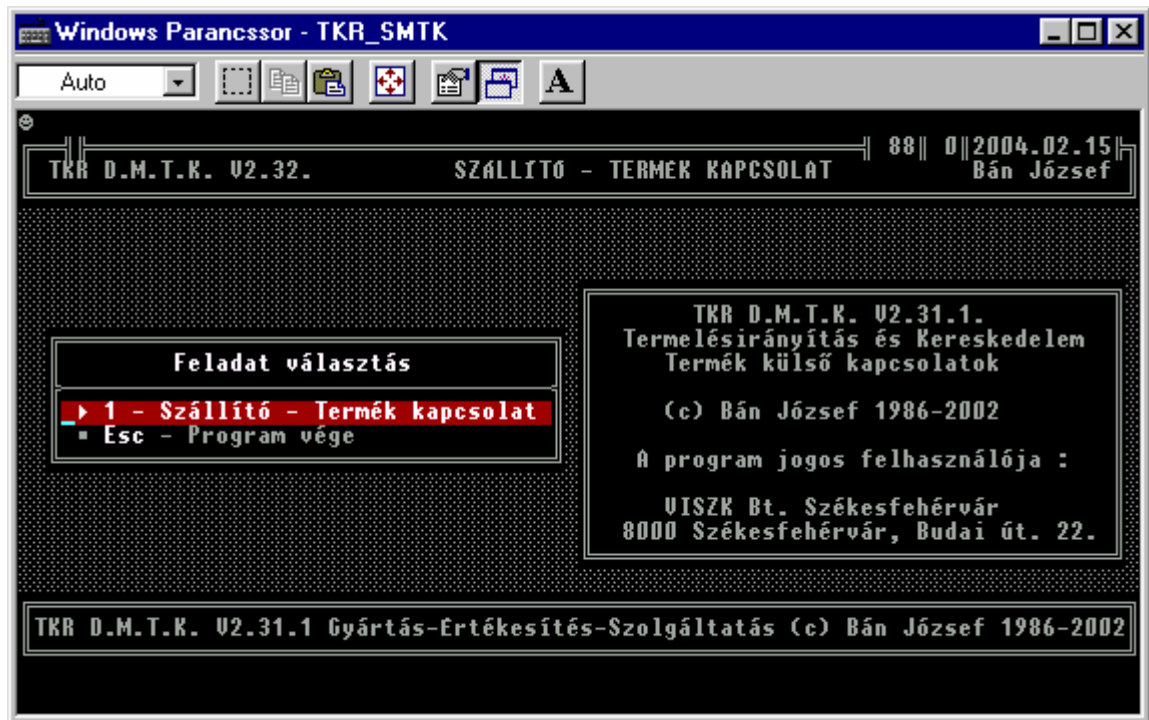 Windows Parancssor - TKR_SMTK
Auto
A
88 0 2004.02.15
TKR D.M.T.K. V2.32. SZÁLLÍTÓ - TERMÉK KAPCSOLAT Bán József
TKR D.M.T.K. V2.31.1.
Termelésirányítás és Kereskedelem
Termék külső kapcsolatok
(c) Bán József 1986-2002
A program jogos felhasználója :
VISZK Bt. Székesfehérvár
8000 Székesfehérvár, Budai út. 22.
Feladat választás
1 - Szállító - Termék kapcsolat
Esc - Program vége
TKR D.M.T.K. V2.31.1 Gyártás-Értékesítés-Szolgáltatás (c) Bán József 1986-2002